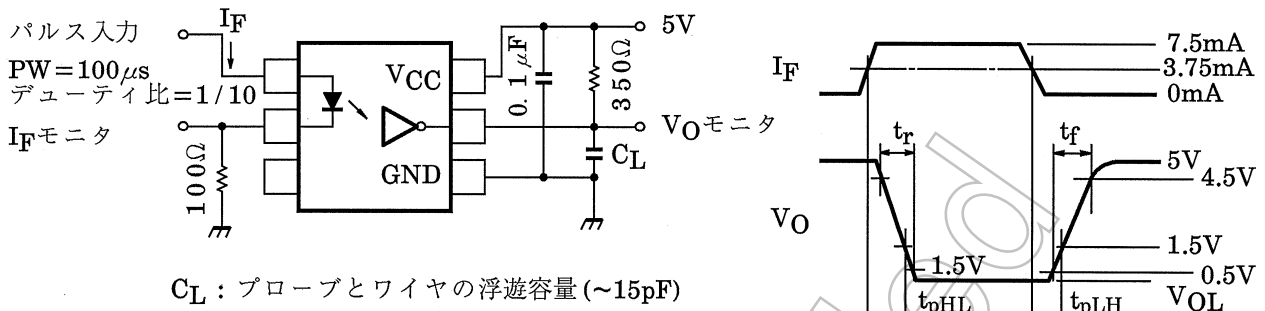 パルス入力
IF
PW=100μs
デューティ比=1/10
IFモニタ
100Ω
VCC
GND
0.1μF
350Ω
5V
VOモニタ
CL
CL : プローブとワイヤの浮遊容量(~15pF)
IF
7.5mA
3.75mA
0mA
tr
tf
5V
4.5V
VO
1.5V
1.5V
0.5V
VOL
tpHL
tpLH